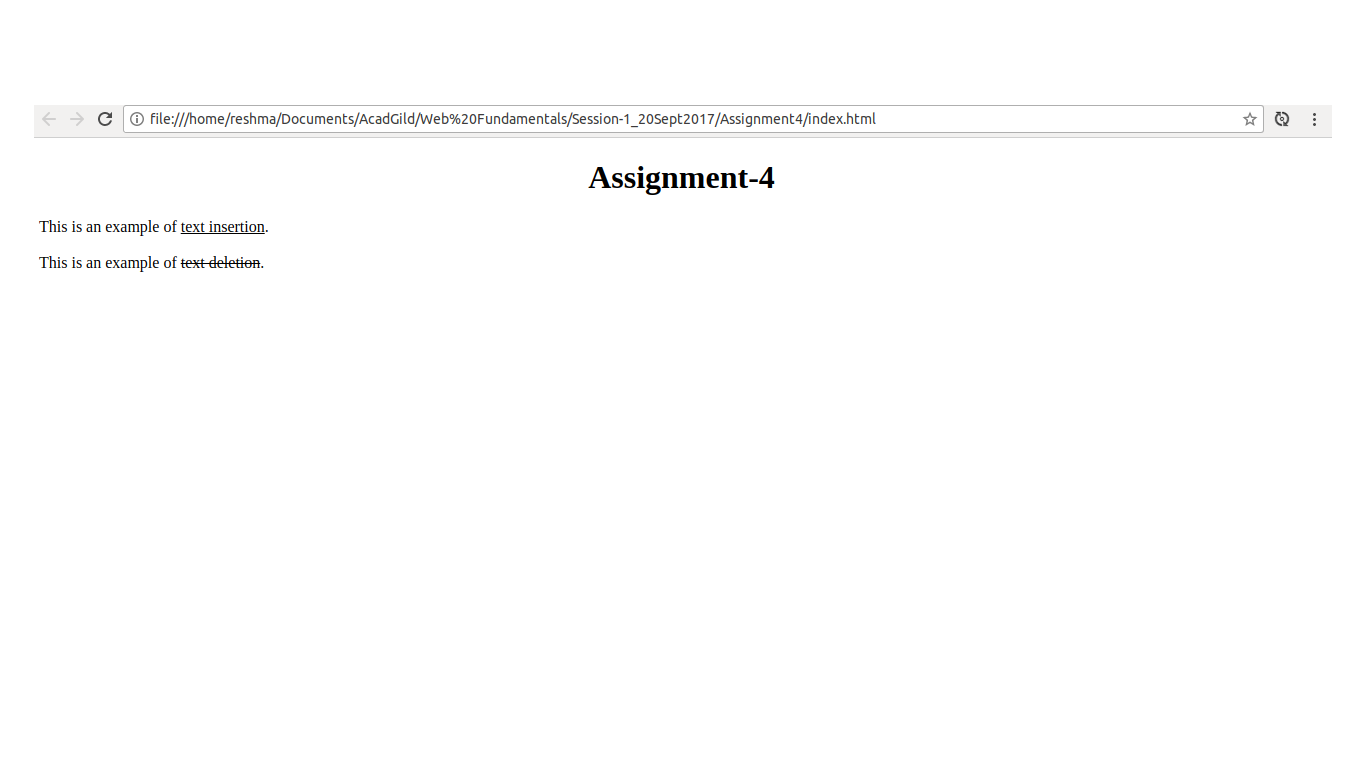 file:///home/reshma/Documents/AcadGild/Web%20Fundamentals/Session-1_20Sept2017/Assignment4/index.html
Assignment-4
This is an example of text insertion.
This is an example of text deletion.